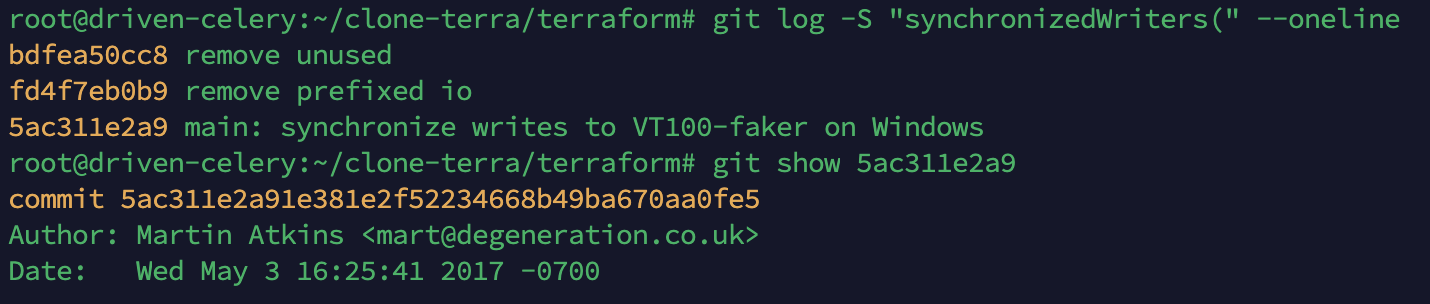 root@driven-celery:~/clone-terra/terraform# git log -S "synchronizedWriters(" --oneline
bdfea50cc8 remove unused
fd4f7eb0b9 remove prefixed io
5ac311e2a9 main: synchronize writes to VT100-faker on Windows
root@driven-celery:~/clone-terra/terraform# git show 5ac311e2a9
commit 5ac311e2a91e381e2f52234668b49ba670aa0fe5
Author: Martin Atkins <mart@degeneration.co.uk>
Date:   Wed May 3 16:25:41 2017 -0700